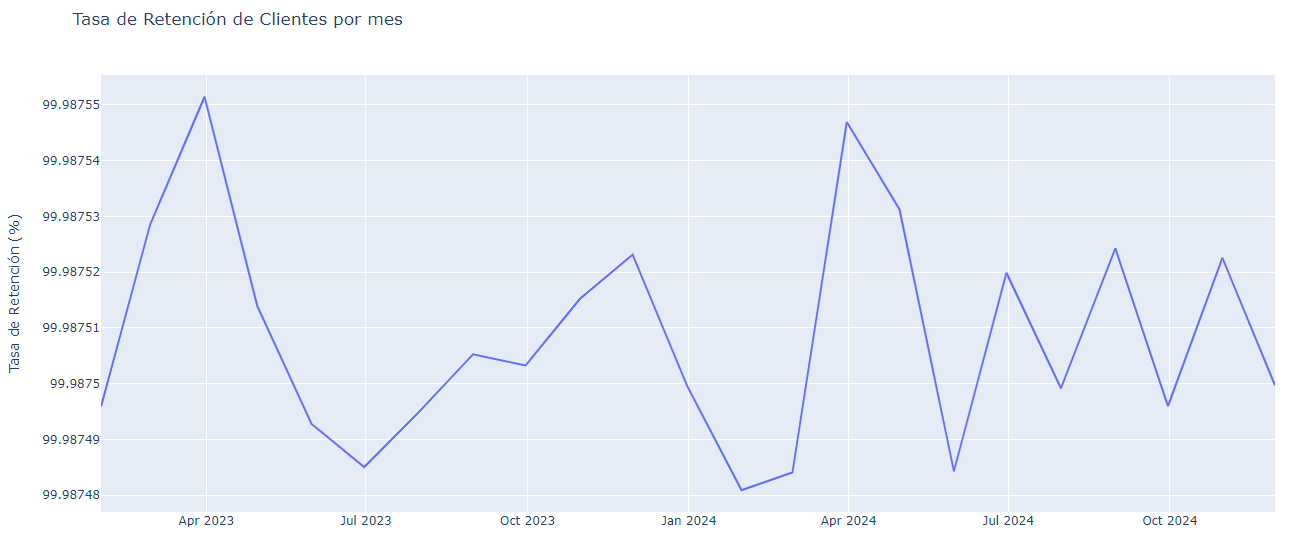 Tasa de Retención de Clientes por mes
Tasa de Retención (%)
99.98755
99.98754
99.98753
99.98752
99.98751
99.9875
99.98749
99.98748
Apr 2023
Jul 2023
Oct 2023
Jan 2024
Apr 2024
Jul 2024
Oct 2024